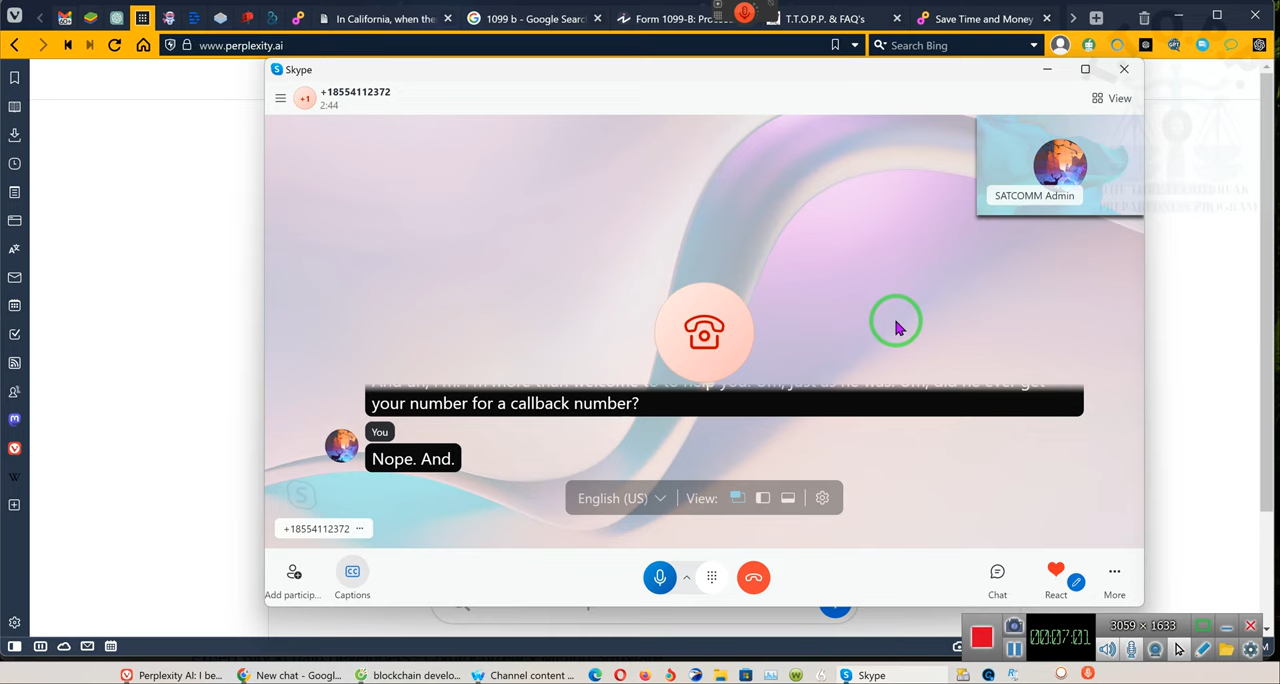 In California, when the
1099 b - Google Search
Form 1099-B: Pro
T.T.O.P.P. & FAQ's
Save Time and Money
www.perplexity.ai
Search Bing
Skype
+1
+18554112372
2:44
View
SATCOMM Admin
your number for a callback number?
You
Nope. And.
English (US)
View:
+18554112372
Add particip...
Captions
Chat
React
More
3059 × 1633
00:07:01
Perplexity AI: I be...
New chat - Googl...
blockchain develo...
Channel content ...
Skype